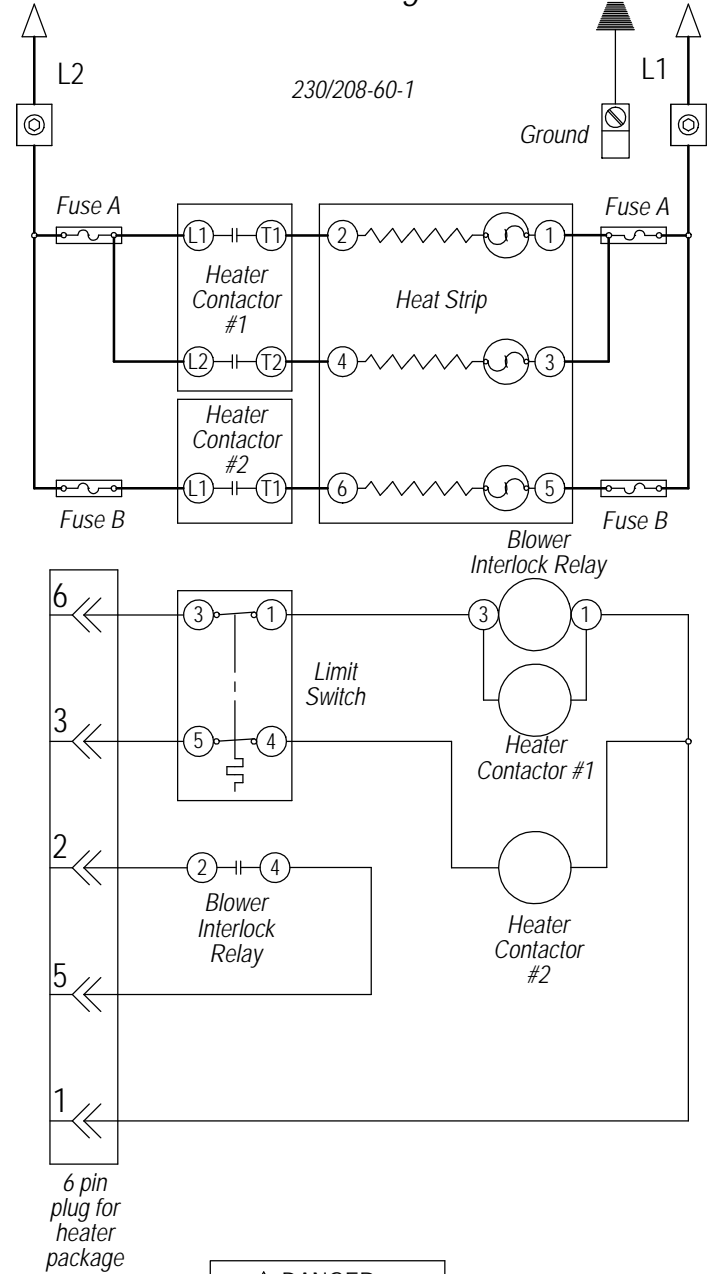 L2
230/208-60-1
L1
Ground
Fuse A
Fuse A
L1 T1
2
1
Heater
Contactor
#1
Heat Strip
L2 T2
4
3
Heater
Contactor
#2
L1 T1
6
5
Fuse B
Fuse B
Blower
Interlock Relay
6
3 1
3 1
Limit
Switch
3
5 4
Heater
Contactor #1
2
2 4
Blower
Interlock
Relay
Heater
Contactor
#2
5
1
6 pin
plug for
heater
package
DANGER